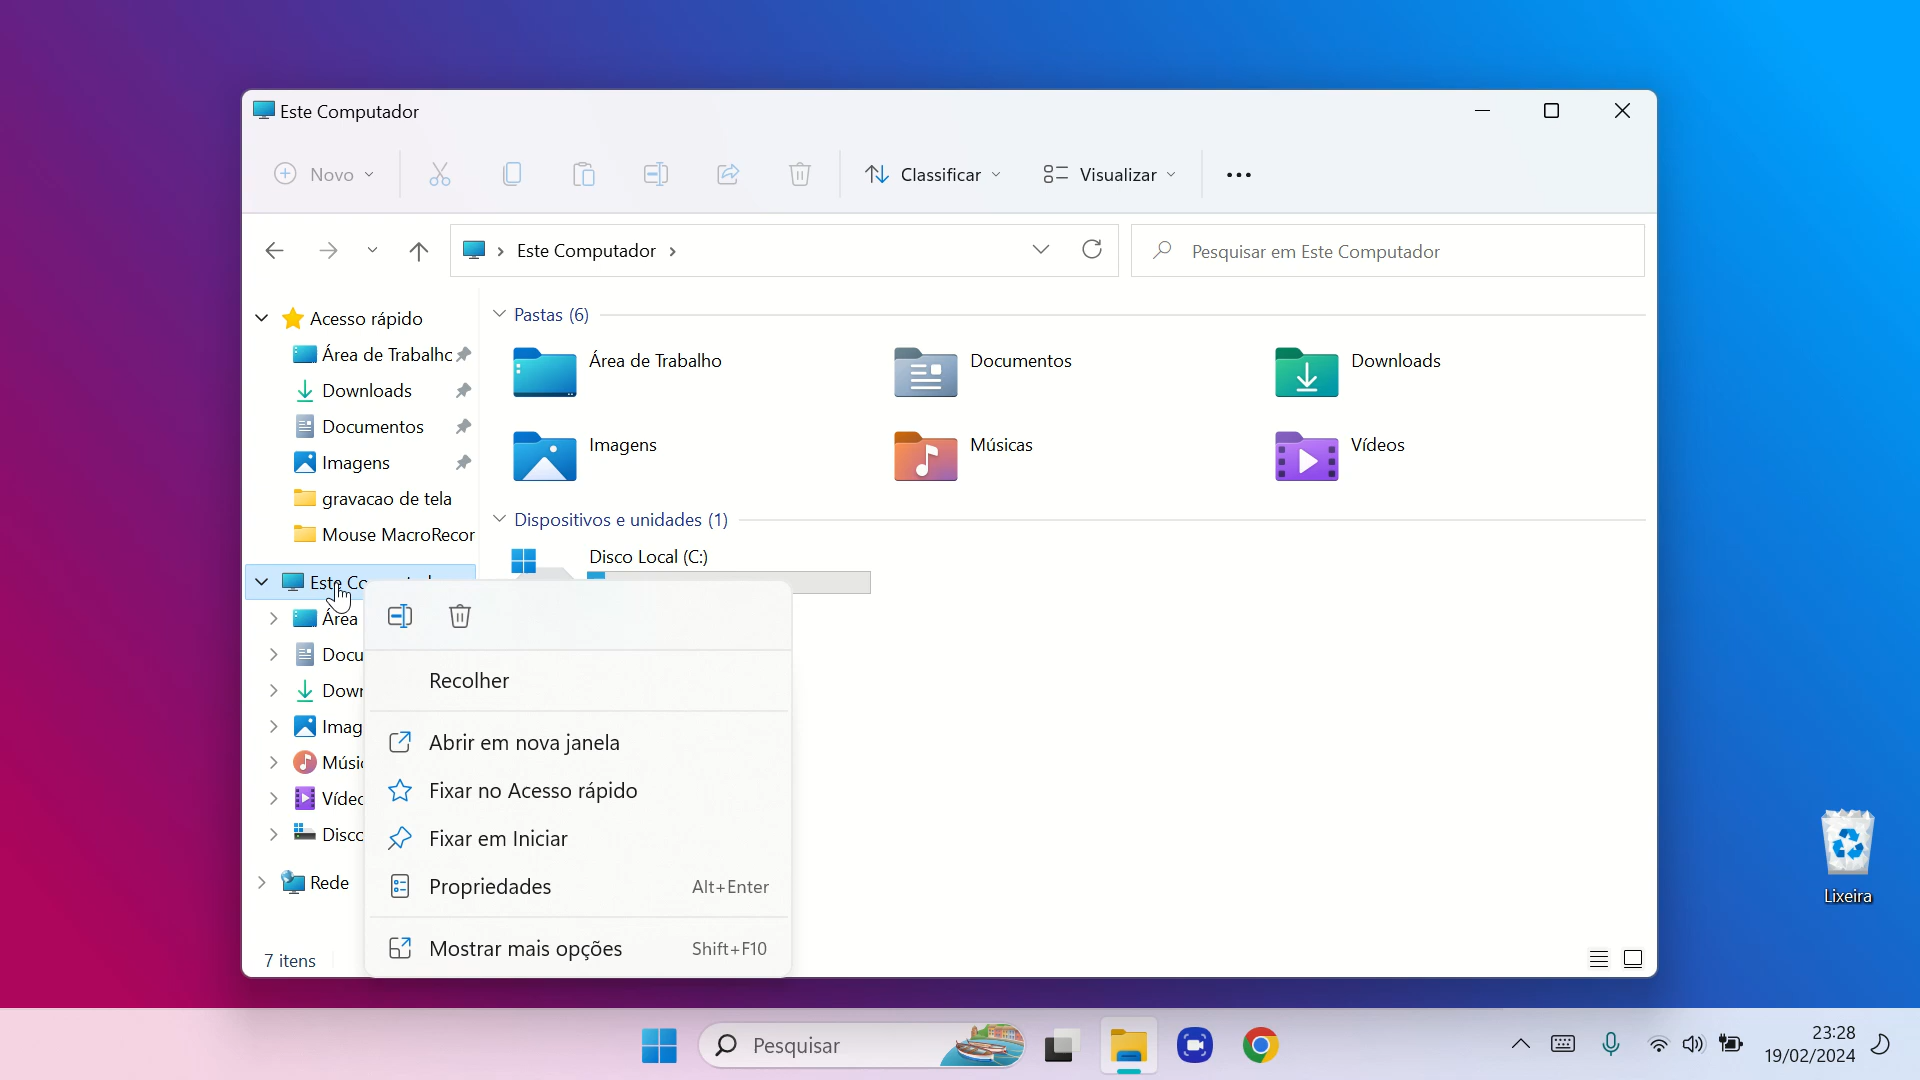 Este Computador
Novo
Classificar
Visualizar
Este Computador
Pesquisar em Este Computador
Acesso rápido
Área de Trabalho
Downloads
Documentos
Imagens
gravacao de tela
Mouse MacroRecor
Pastas (6)
Área de Trabalho
Documentos
Downloads
Imagens
Músicas
Vídeos
Dispositivos e unidades (1)
Disco Local (C:)
Área
Docu
Down
Imag
Músic
Vídeo
Disco
Rede
Recolher
Abrir em nova janela
Fixar no Acesso rápido
Fixar em Iniciar
Propriedades Alt+Enter
Mostrar mais opções Shift+F10
7 itens
Lixeira
Pesquisar
23:28
19/02/2024